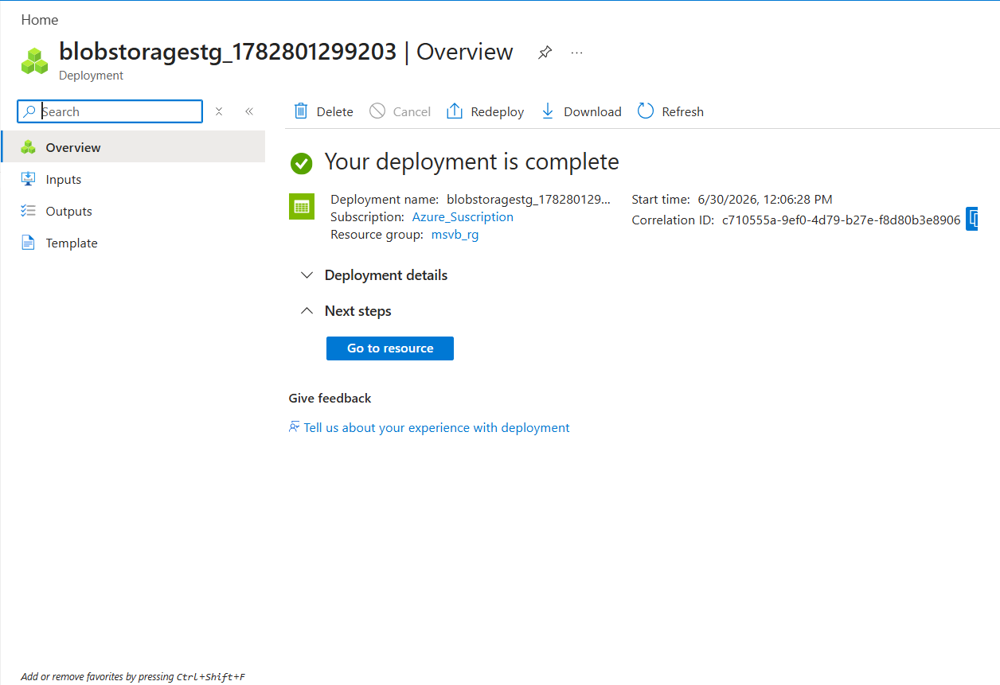 Home
blobstoragestg_1782801299203 | Overview
...
Deployment
Search
Overview
Inputs
Outputs
Template
Delete
Cancel
Redeploy
Download
Refresh
Your deployment is complete
Deployment name: blobstoragestg_178280129...
Subscription: Azure_Suscription
Resource group: msvb_rg
Start time: 6/30/2026, 12:06:28 PM
Correlation ID: c710555a-9ef0-4d79-b27e-f8d80b3e8906
Deployment details
Next steps
Go to resource
Give feedback
Tell us about your experience with deployment
Add or remove favorites by pressing Ctrl+Shift+F